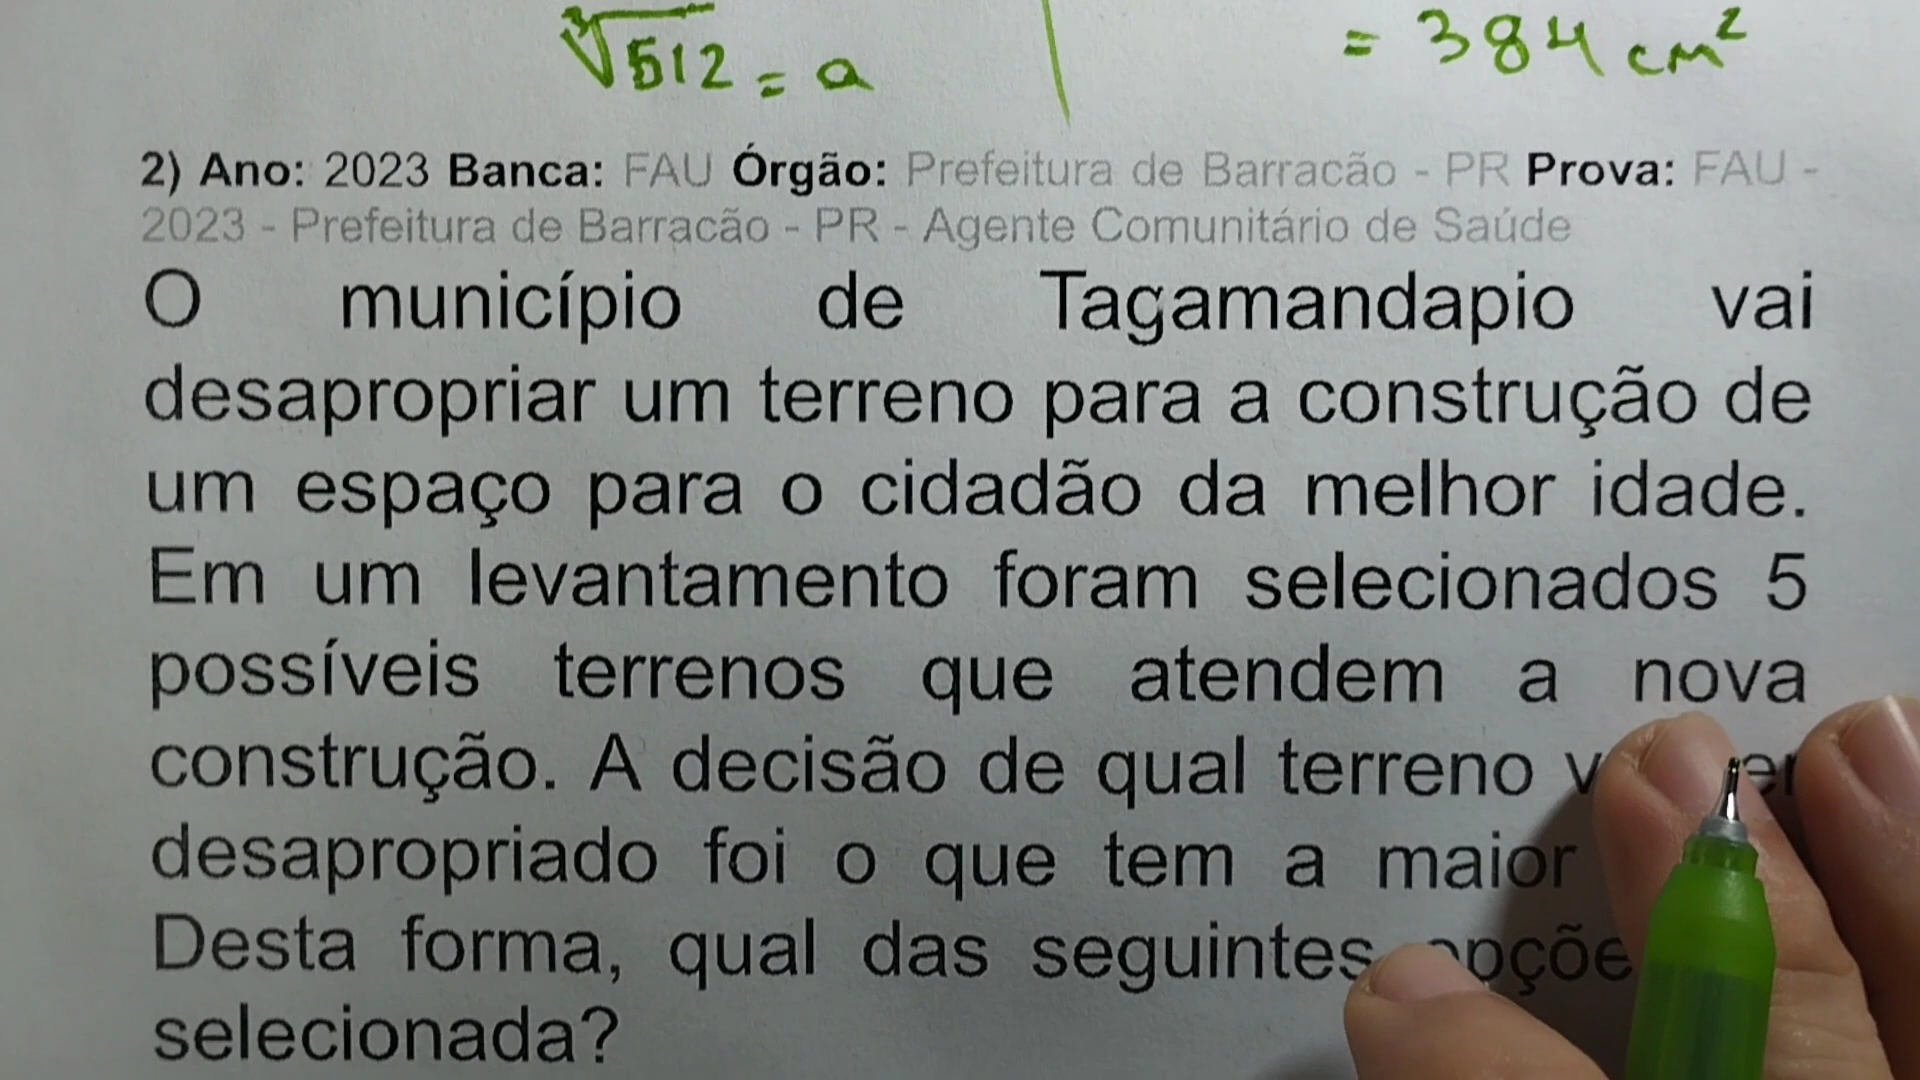 ∛512 = a
= 384 cm²
2) Ano: 2023 Banca: FAU Órgão: Prefeitura de Barracão - PR Prova: FAU -
2023 - Prefeitura de Barracão - PR - Agente Comunitário de Saúde
O município de Tagamandapio vai
desapropriar um terreno para a construção de
um espaço para o cidadão da melhor idade.
Em um levantamento foram selecionados 5
possíveis terrenos que atendem a nova
construção. A decisão de qual terreno
desapropriado foi o que tem a maior
Desta forma, qual das seguintes
selecionada?